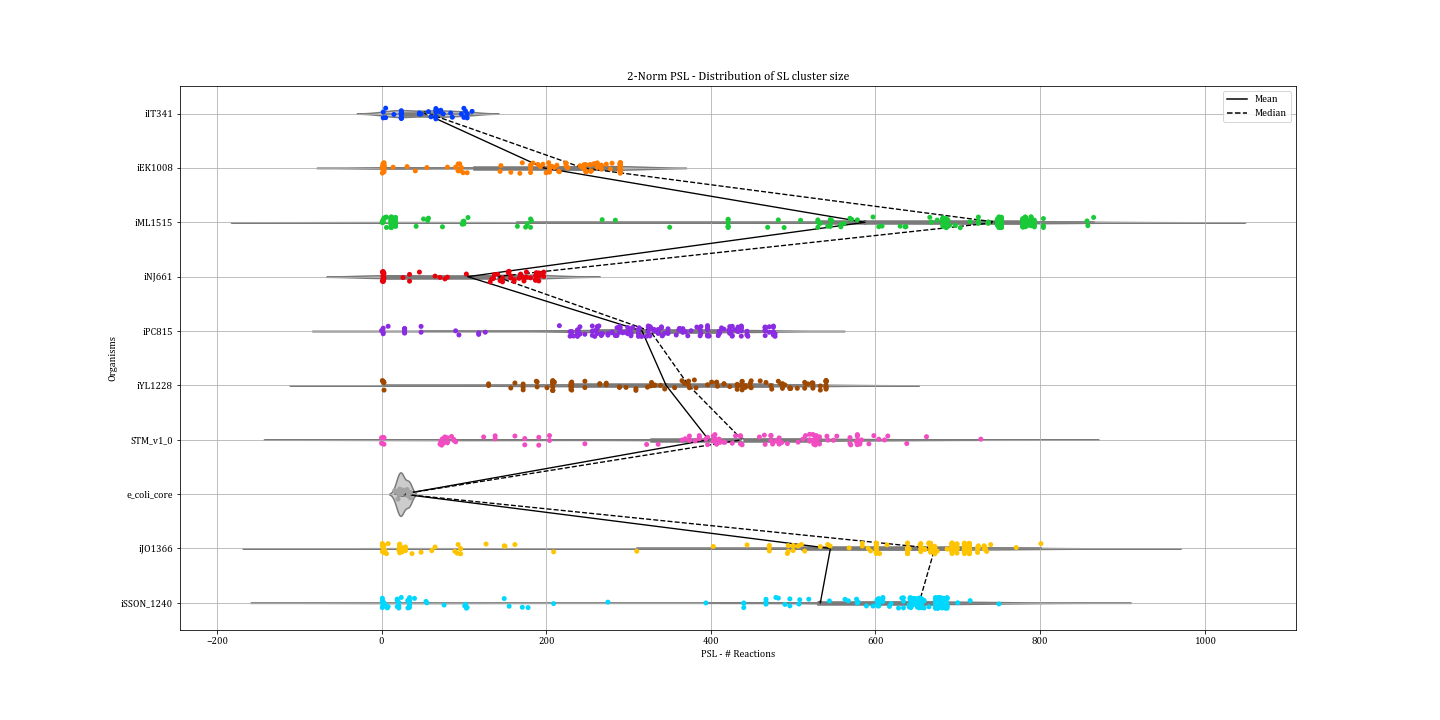 2-Norm PSL - Distribution of SL cluster size
Mean
Median
Organisms
iIT341
iEK1008
iML1515
iNJ661
iPC815
iYL1228
STM_v1_0
e_coli_core
iJO1366
iSSON_1240
−200 0 200 400 600 800 1000
PSL - # Reactions